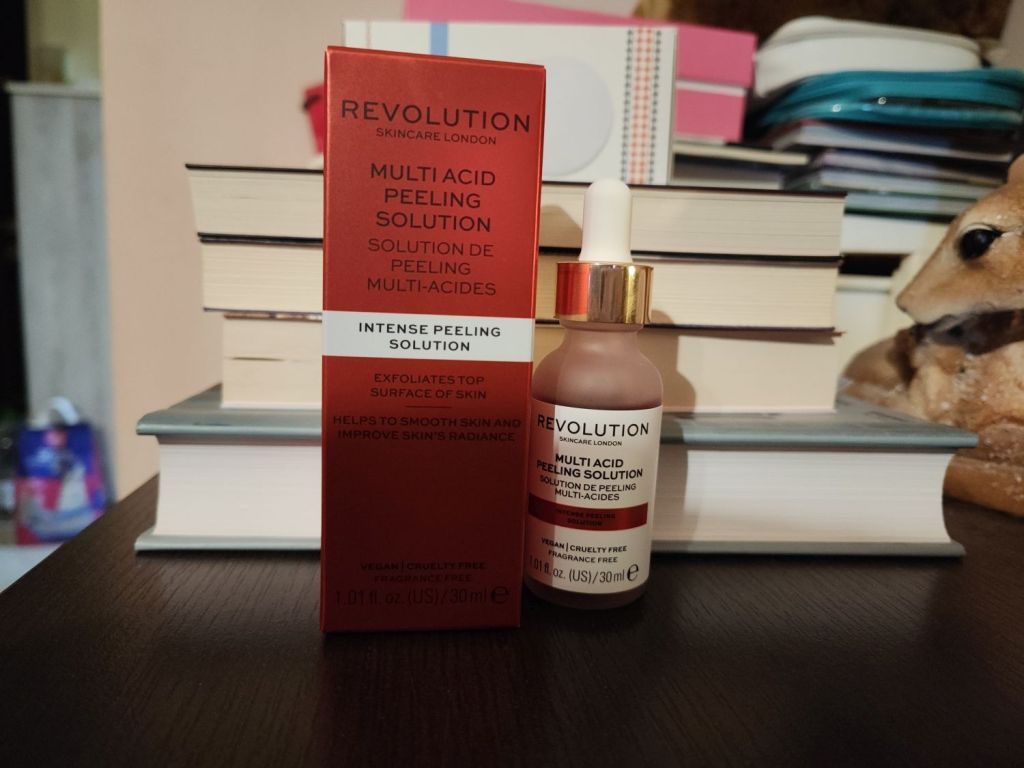 REVOLUTION
SKINCARE LONDON
MULTI ACID
PEELING
SOLUTION
SOLUTION DE
PEELING
MULTI-ACIDES
INTENSE PEELING
SOLUTION
EXFOLIATES TOP
SURFACE OF SKIN
HELPS TO SMOOTH SKIN AND
IMPROVE SKIN'S RADIANCE
VEGAN | CRUELTY FREE
FRAGRANCE FREE
1.01 fl. oz. (US) / 30 ml ℮
REVOLUTION
SKINCARE LONDON
MULTI ACID
PEELING SOLUTION
SOLUTION DE PEELING
MULTI-ACIDES
INTENSE PEELING
SOLUTION
VEGAN | CRUELTY FREE
FRAGRANCE FREE
1.01 fl. oz. (US) / 30 ml ℮